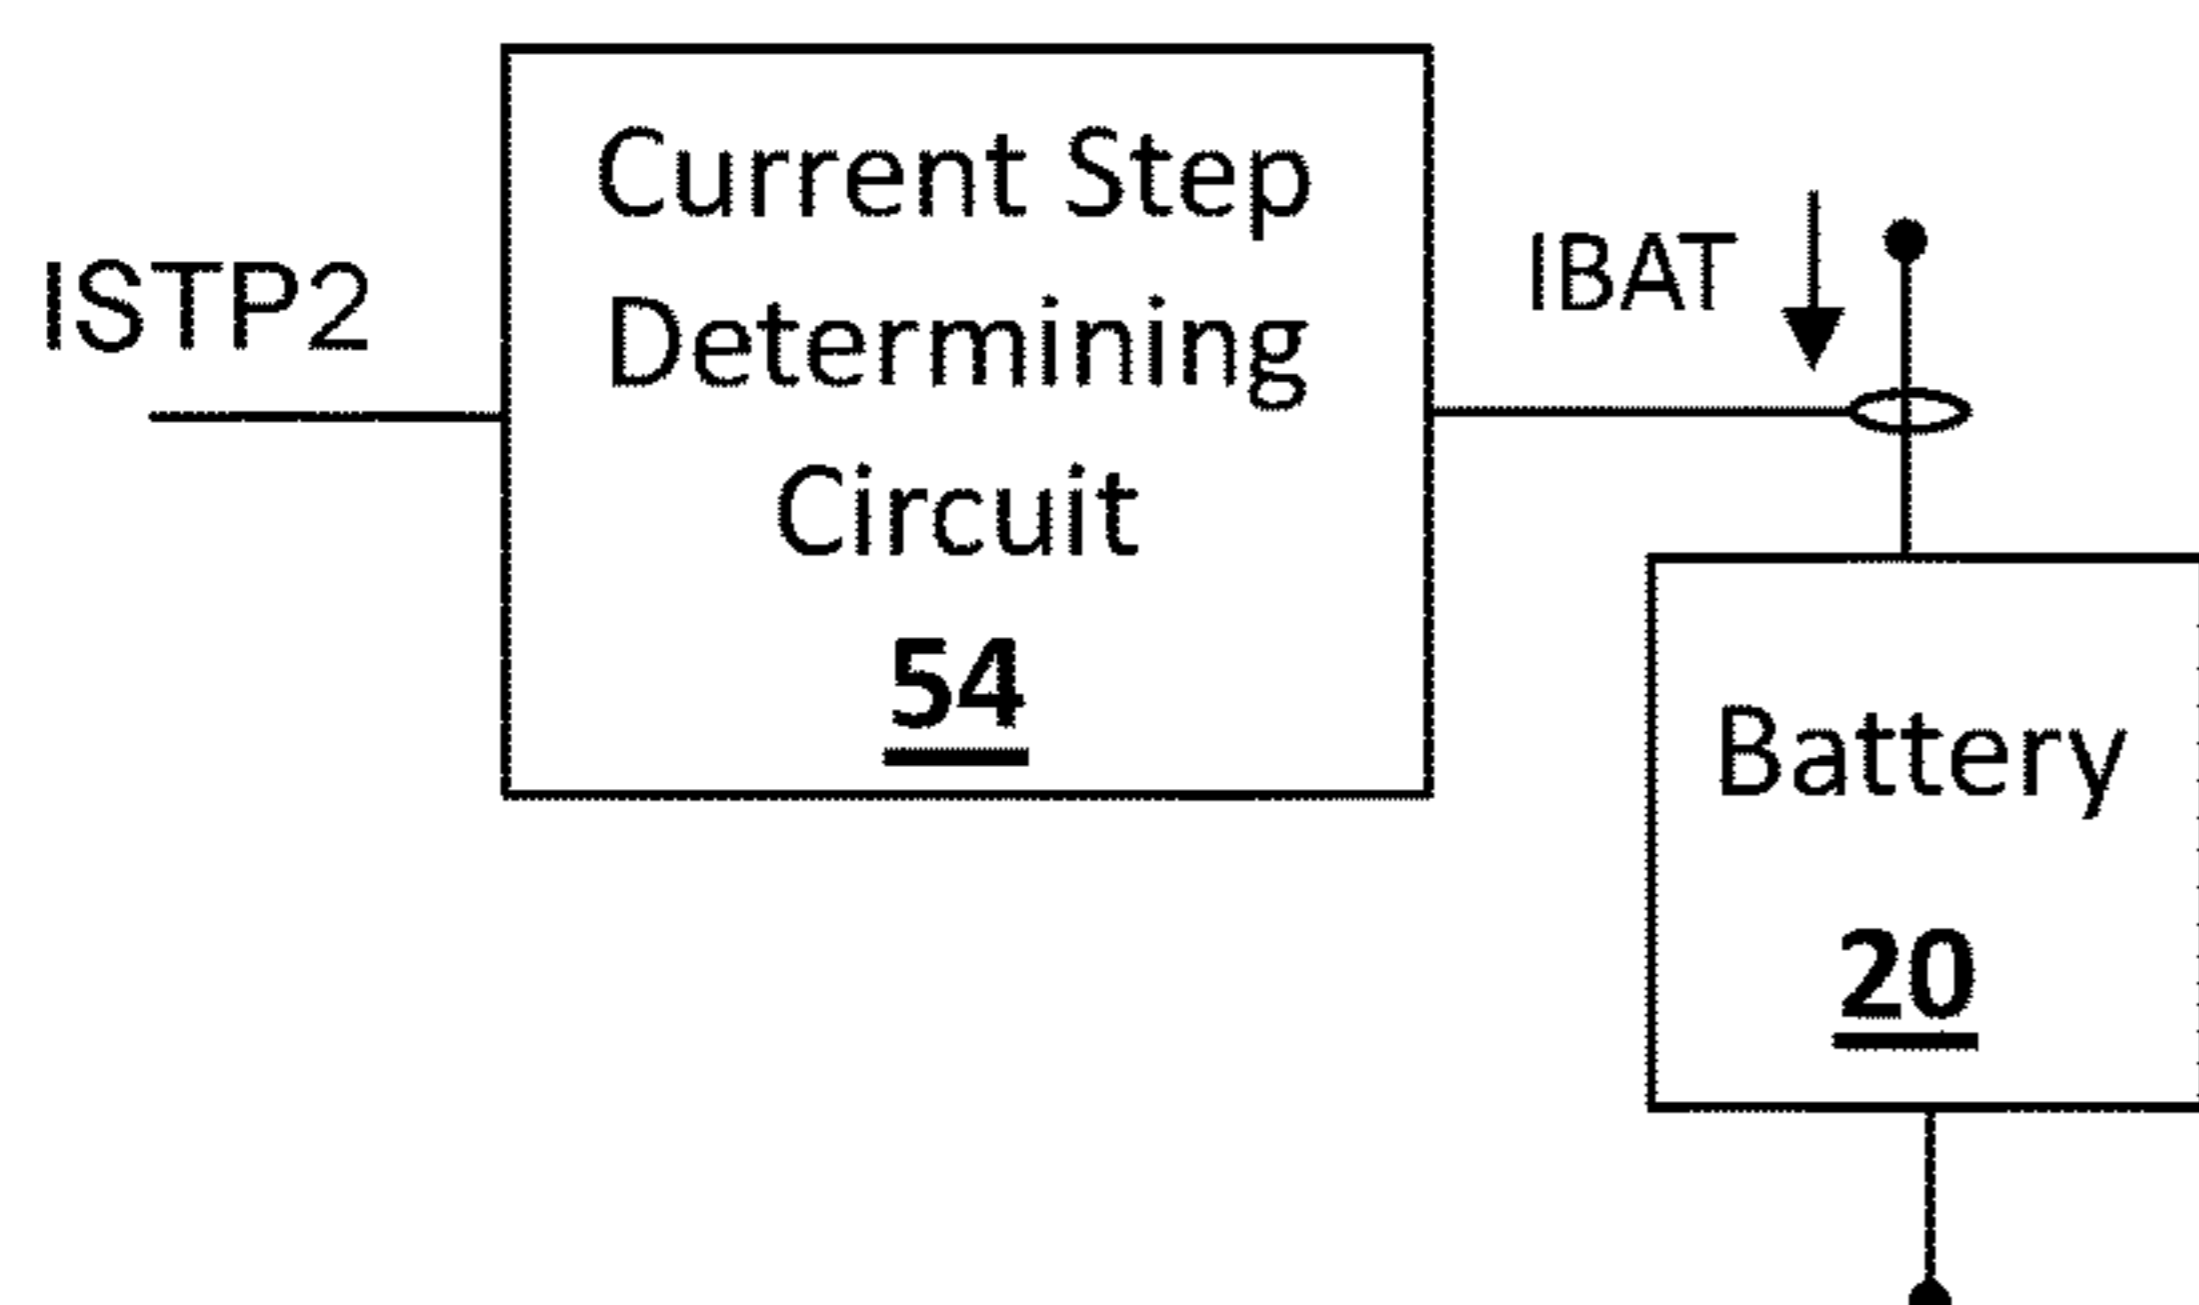 ISTP2
Current Step
Determining
Circuit
54
IBAT
Battery
20